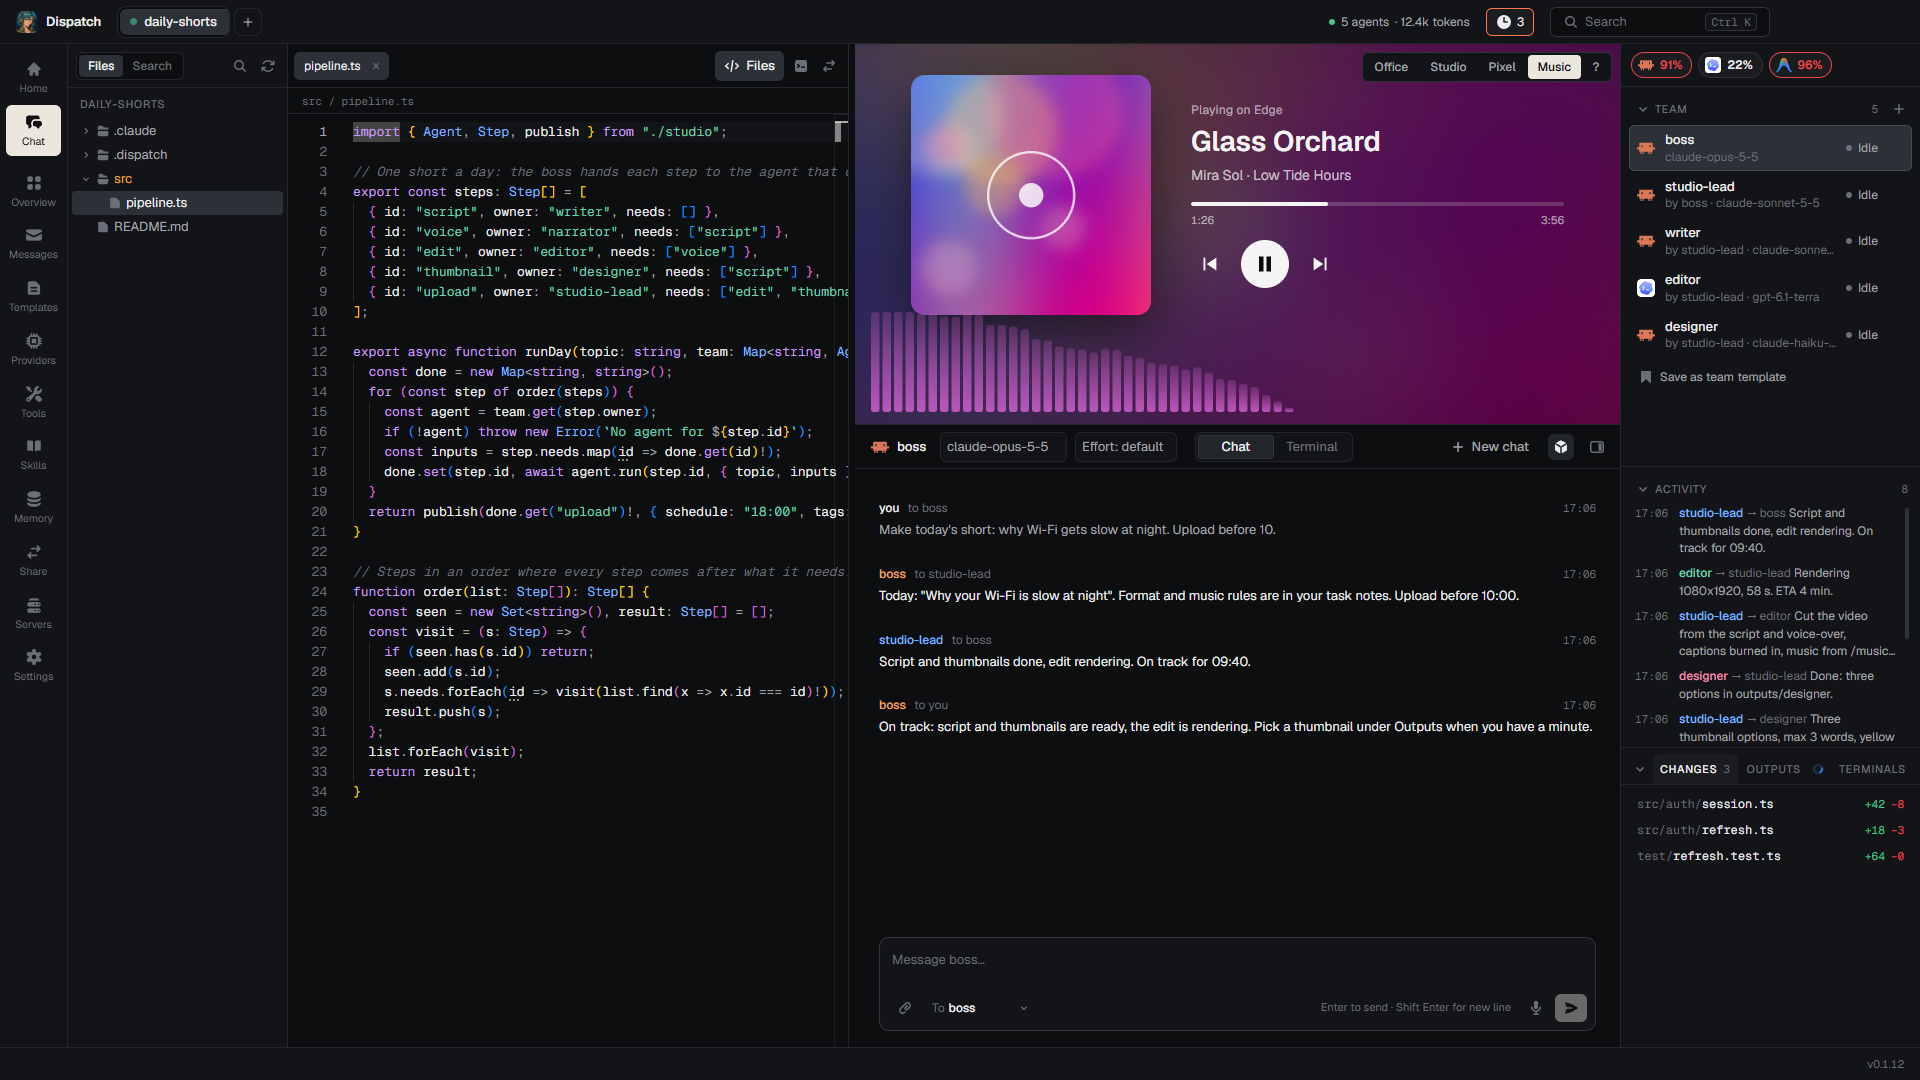 Dispatch
daily-shorts
+
5 agents · 12.4k tokens
3
Search
Ctrl K
Home
Chat
Overview
Messages
Templates
Providers
Tools
Skills
Memory
Share
Servers
Settings
Files
Search
DAILY-SHORTS
.claude
.dispatch
src
pipeline.ts
README.md
pipeline.ts ×
</> Files
src / pipeline.ts
1 import { Agent, Step, publish } from "./studio";
2
3 // One short a day: the boss hands each step to the agent that
4 export const steps: Step[] = [
5 { id: "script", owner: "writer", needs: [] },
6 { id: "voice", owner: "narrator", needs: ["script"] },
7 { id: "edit", owner: "editor", needs: ["voice"] },
8 { id: "thumbnail", owner: "designer", needs: ["script"] },
9 { id: "upload", owner: "studio-lead", needs: ["edit", "thumbna
10 ];
11
12 export async function runDay(topic: string, team: Map<string, Ag
13 const done = new Map<string, string>();
14 for (const step of order(steps)) {
15 const agent = team.get(step.owner);
16 if (!agent) throw new Error(`No agent for ${step.id}`);
17 const inputs = step.needs.map(id => done.get(id)!);
18 done.set(step.id, await agent.run(step.id, { topic, inputs }
19 }
20 return publish(done.get("upload")!, { schedule: "18:00", tags:
21 }
22
23 // Steps in an order where every step comes after what it needs
24 function order(list: Step[]): Step[] {
25 const seen = new Set<string>(), result: Step[] = [];
26 const visit = (s: Step) => {
27 if (seen.has(s.id)) return;
28 seen.add(s.id);
29 s.needs.forEach(id => visit(list.find(x => x.id === id)!));
30 result.push(s);
31 };
32 list.forEach(visit);
33 return result;
34 }
35
Office
Studio
Pixel
Music
?
Playing on Edge
Glass Orchard
Mira Sol · Low Tide Hours
1:26
3:56
boss
claude-opus-5-5
Effort: default
Chat
Terminal
+ New chat
you to boss 17:06
Make today's short: why Wi-Fi gets slow at night. Upload before 10.
boss to studio-lead 17:06
Today: "Why your Wi-Fi is slow at night". Format and music rules are in your task notes. Upload before 10:00.
studio-lead to boss 17:06
Script and thumbnails done, edit rendering. On track for 09:40.
boss to you 17:06
On track: script and thumbnails are ready, the edit is rendering. Pick a thumbnail under Outputs when you have a minute.
Message boss...
To boss
Enter to send · Shift Enter for new line
91%
22%
96%
TEAM 5 +
boss
claude-opus-5-5
Idle
studio-lead
by boss · claude-sonnet-5-5
Idle
writer
by studio-lead · claude-sonne...
Idle
editor
by studio-lead · gpt-6.1-terra
Idle
designer
by studio-lead · claude-haiku-...
Idle
Save as team template
ACTIVITY 8
17:06 studio-lead → boss Script and
thumbnails done, edit rendering. On
track for 09:40.
17:06 editor → studio-lead Rendering
1080x1920, 58 s. ETA 4 min.
17:06 studio-lead → editor Cut the video
from the script and voice-over,
captions burned in, music from /music...
17:06 designer → studio-lead Done: three
options in outputs/designer.
17:06 studio-lead → designer Three
thumbnail options, max 3 words, yellow
CHANGES 3
OUTPUTS
TERMINALS
src/auth/session.ts +42 -8
src/auth/refresh.ts +18 -3
test/refresh.test.ts +64 -0
v0.1.12